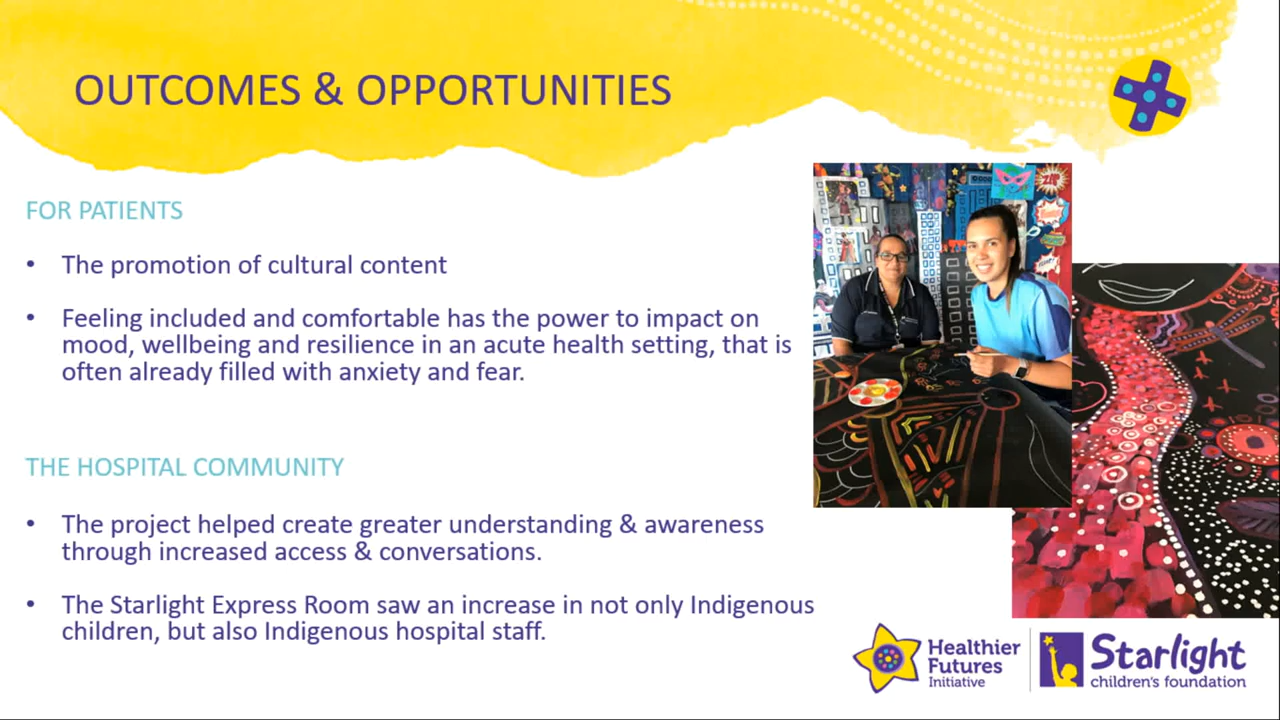 OUTCOMES & OPPORTUNITIES
FOR PATIENTS
• The promotion of cultural content
• Feeling included and comfortable has the power to impact on
mood, wellbeing and resilience in an acute health setting, that is
often already filled with anxiety and fear.
THE HOSPITAL COMMUNITY
• The project helped create greater understanding & awareness
through increased access & conversations.
• The Starlight Express Room saw an increase in not only Indigenous
children, but also Indigenous hospital staff.
ZAP
Healthier
Futures
Initiative
Starlight
children's foundation